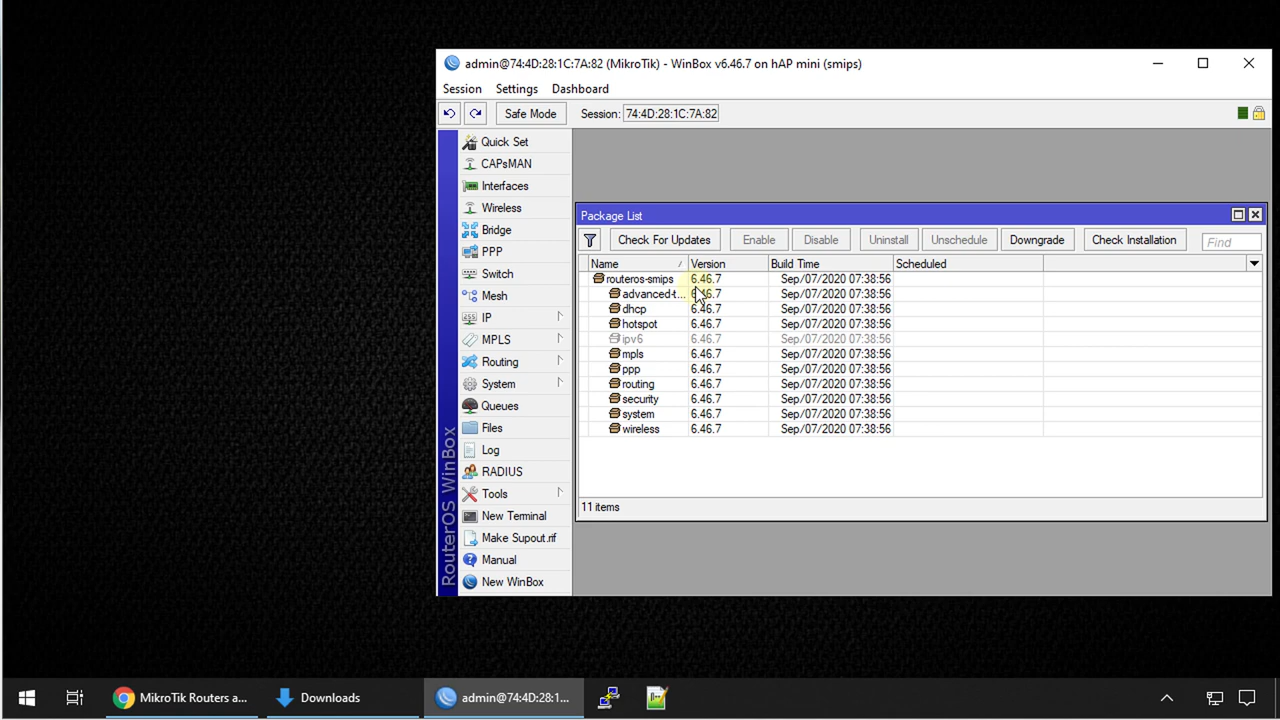 admin@74:4D:28:1C:7A:82 (MikroTik) - WinBox v6.46.7 on hAP mini (smips)
Session Settings Dashboard
Safe Mode Session: 74:4D:28:1C:7A:82
Quick Set
CAPsMAN
Interfaces
Wireless
Bridge
PPP
Switch
Mesh
IP
MPLS
Routing
System
Queues
Files
Log
RADIUS
Tools
New Terminal
Make Supout.rif
Manual
New WinBox
RouterOS WinBox
Package List
Check For Updates Enable Disable Uninstall Unschedule Downgrade Check Installation Find
Name Version Build Time Scheduled
routeros-smips 6.46.7 Sep/07/2020 07:38:56
advanced-t... Sep/07/2020 07:38:56
dhcp 6.46.7 Sep/07/2020 07:38:56
hotspot 6.46.7 Sep/07/2020 07:38:56
ipv6 6.46.7 Sep/07/2020 07:38:56
mpls 6.46.7 Sep/07/2020 07:38:56
ppp 6.46.7 Sep/07/2020 07:38:56
routing 6.46.7 Sep/07/2020 07:38:56
security 6.46.7 Sep/07/2020 07:38:56
system 6.46.7 Sep/07/2020 07:38:56
wireless 6.46.7 Sep/07/2020 07:38:56
11 items
MikroTik Routers a... Downloads admin@74:4D:28:1...